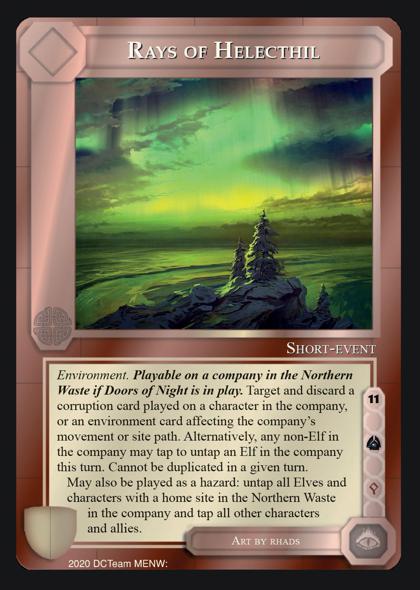 Rays of Helecthil
Short-event
Environment. Playable on a company in the Northern
Waste if Doors of Night is in play. Target and discard a
corruption card played on a character in the company,
or an environment card affecting the company's
movement or site path. Alternatively, any non-Elf in
the company may tap to untap an Elf in the company
this turn. Cannot be duplicated in a given turn.
May also be played as a hazard: untap all Elves and
characters with a home site in the Northern Waste
in the company and tap all other characters
and allies.
11
Art by rhads
2020 DCTeam MENW: